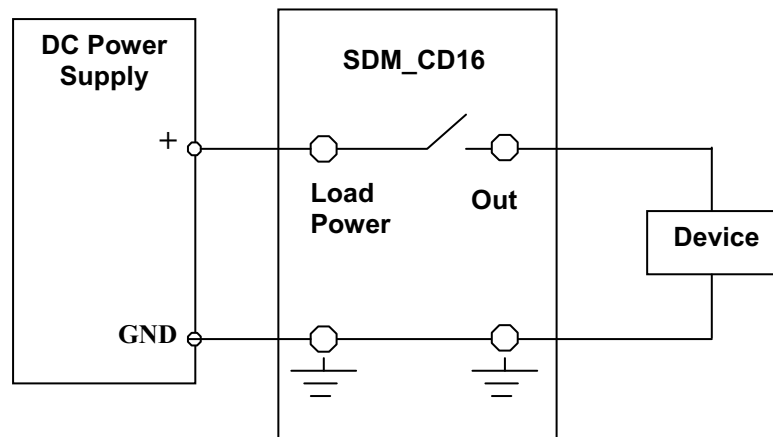 DC Power
Supply
SDM_CD16
+
Load
Power
Out
Device
GND